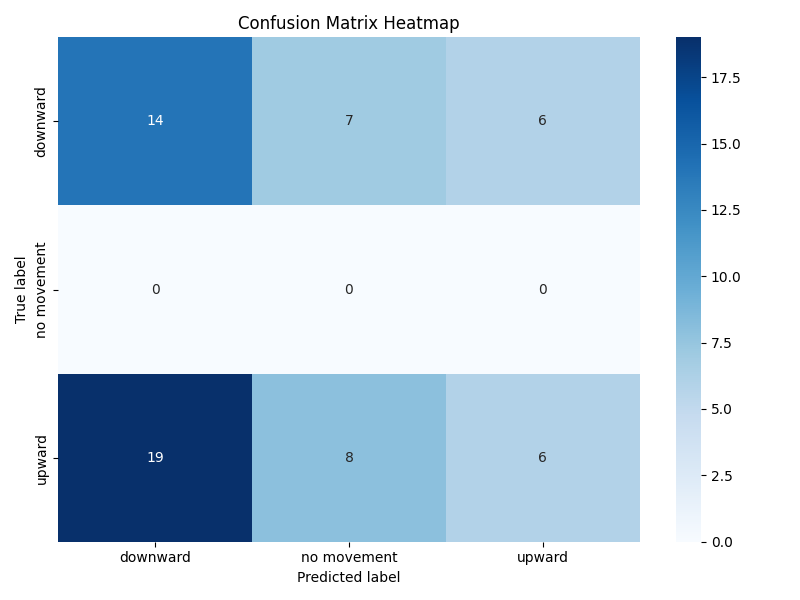 Confusion Matrix Heatmap
True label
downward
no movement
upward
14 7 6
0 0 0
19 8 6
downward no movement upward
Predicted label
17.5
15.0
12.5
10.0
7.5
5.0
2.5
0.0